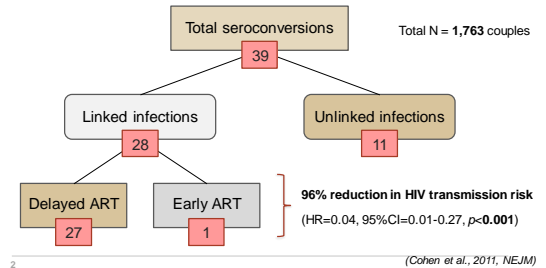 Total seroconversions
39
Total N = 1,763 couples
Linked infections
28
Unlinked infections
11
Delayed ART
27
Early ART
1
96% reduction in HIV transmission risk
(HR=0.04, 95%CI=0.01-0.27, p<0.001)
2
(Cohen et al., 2011, NEJM)